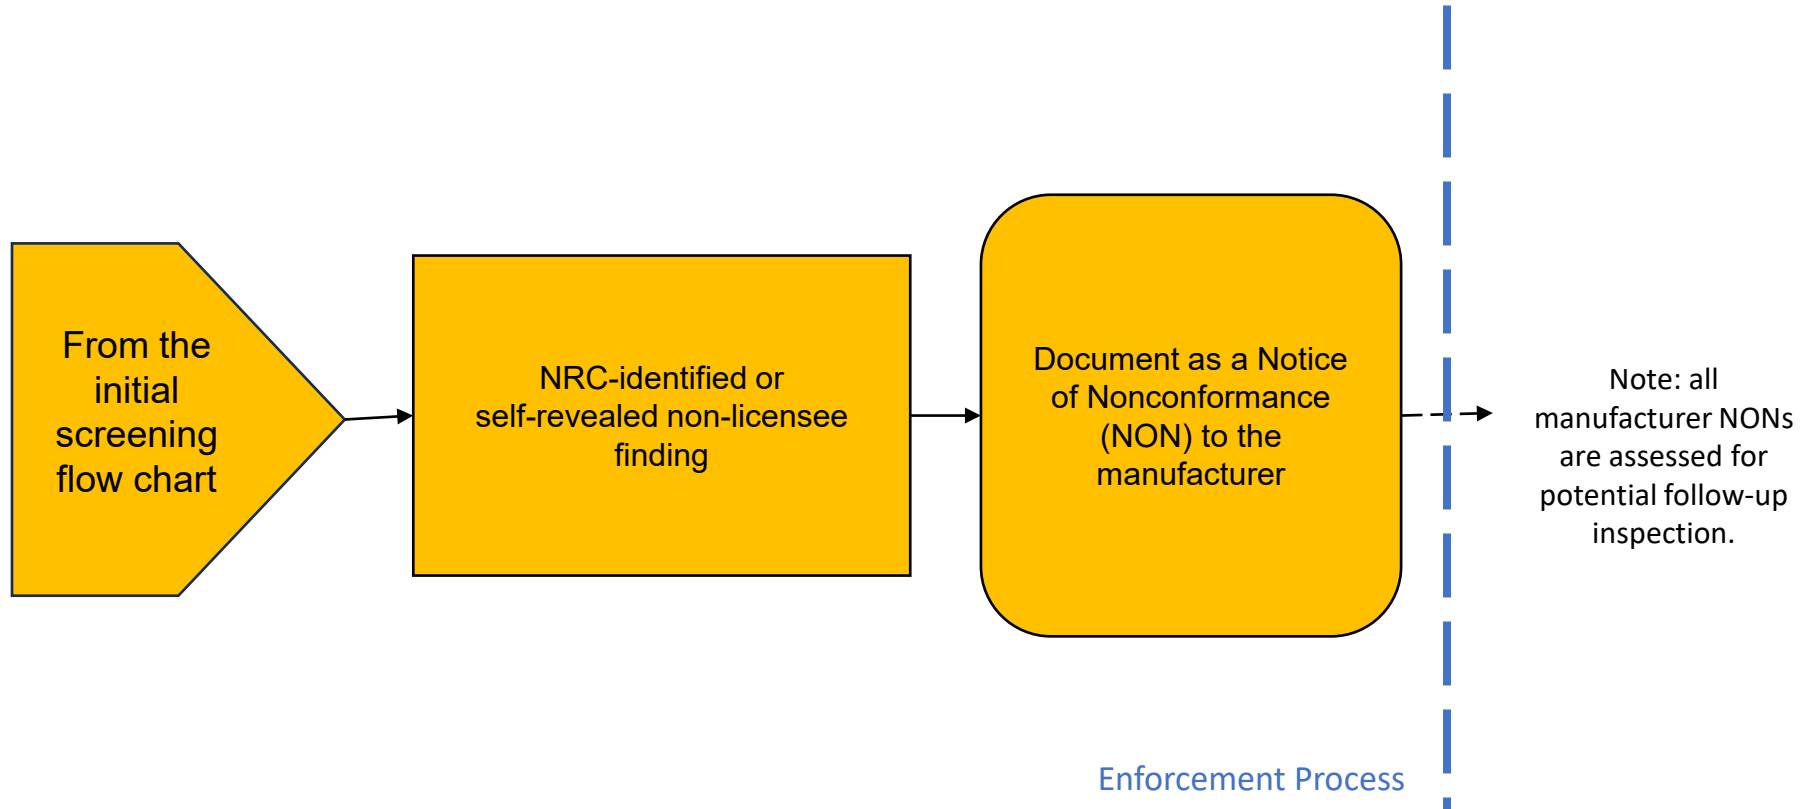 From the
initial
screening
flow chart
NRC-identified or
self-revealed non-licensee
finding
Document as a Notice
of Nonconformance
(NON) to the
manufacturer
Note: all
manufacturer NONs
are assessed for
potential follow-up
inspection.
Enforcement Process